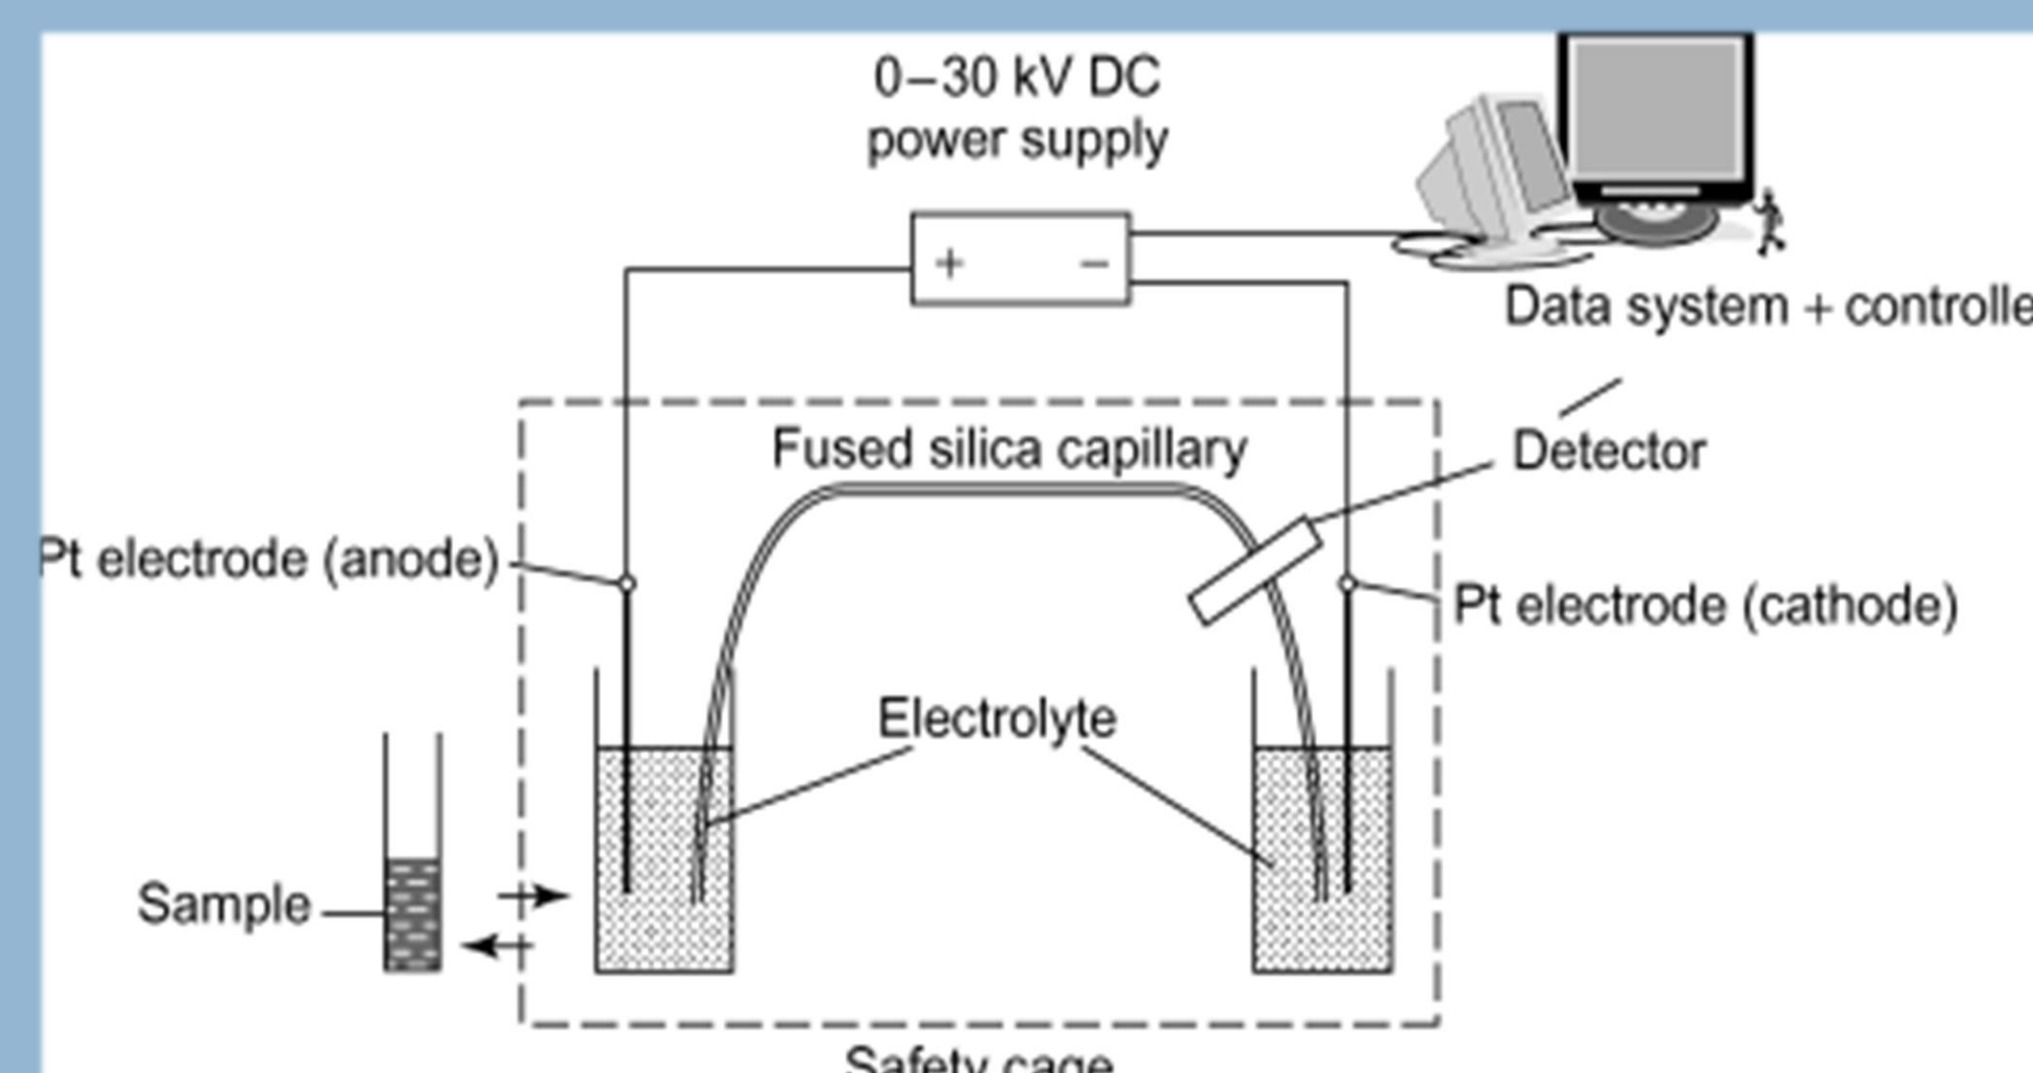 0–30 kV DC
power supply
+ −
Data system + controlle
Fused silica capillary
Detector
Pt electrode (anode)
Pt electrode (cathode)
Electrolyte
Sample
Safety cage